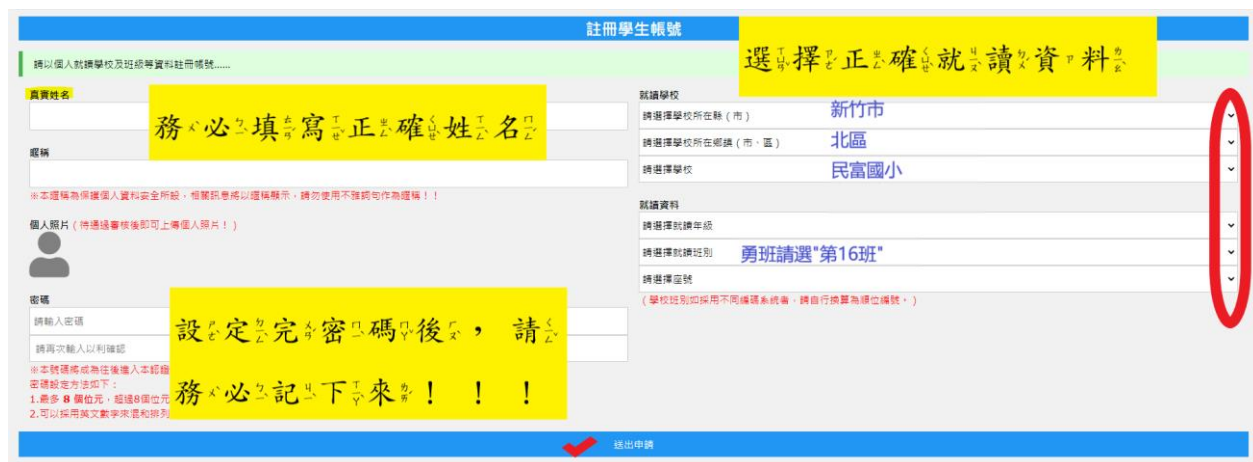 註冊學生帳號
請以個人就讀學校及班級等資料註冊帳號......
選擇正確就讀資料
真實姓名
務必填寫正確姓名
暱稱
※本暱稱為保護個人資料安全所設，相關訊息將以暱稱顯示，請勿使用不雅詞句作為暱稱！！
個人照片(待通過審核後即可上傳個人照片！)
密碼
請輸入密碼
請再次輸入以利確認
設定完密碼後，請
務必記下來！！！
※本號碼將成為往後進入本認證
密碼設定方法如下：
1.最多 8 個位元，超過8個位元
2.可以採用英文數字來混和排列
就讀學校
請選擇學校所在縣(市) 新竹市
請選擇學校所在鄉鎮(市、區) 北區
請選擇學校 民富國小
就讀資料
請選擇就讀年級
請選擇就讀班別 勇班請選"第16班"
請選擇座號
(學校班別如採用不同編碼系統者，請自行換算為順位編號。)
送出申請